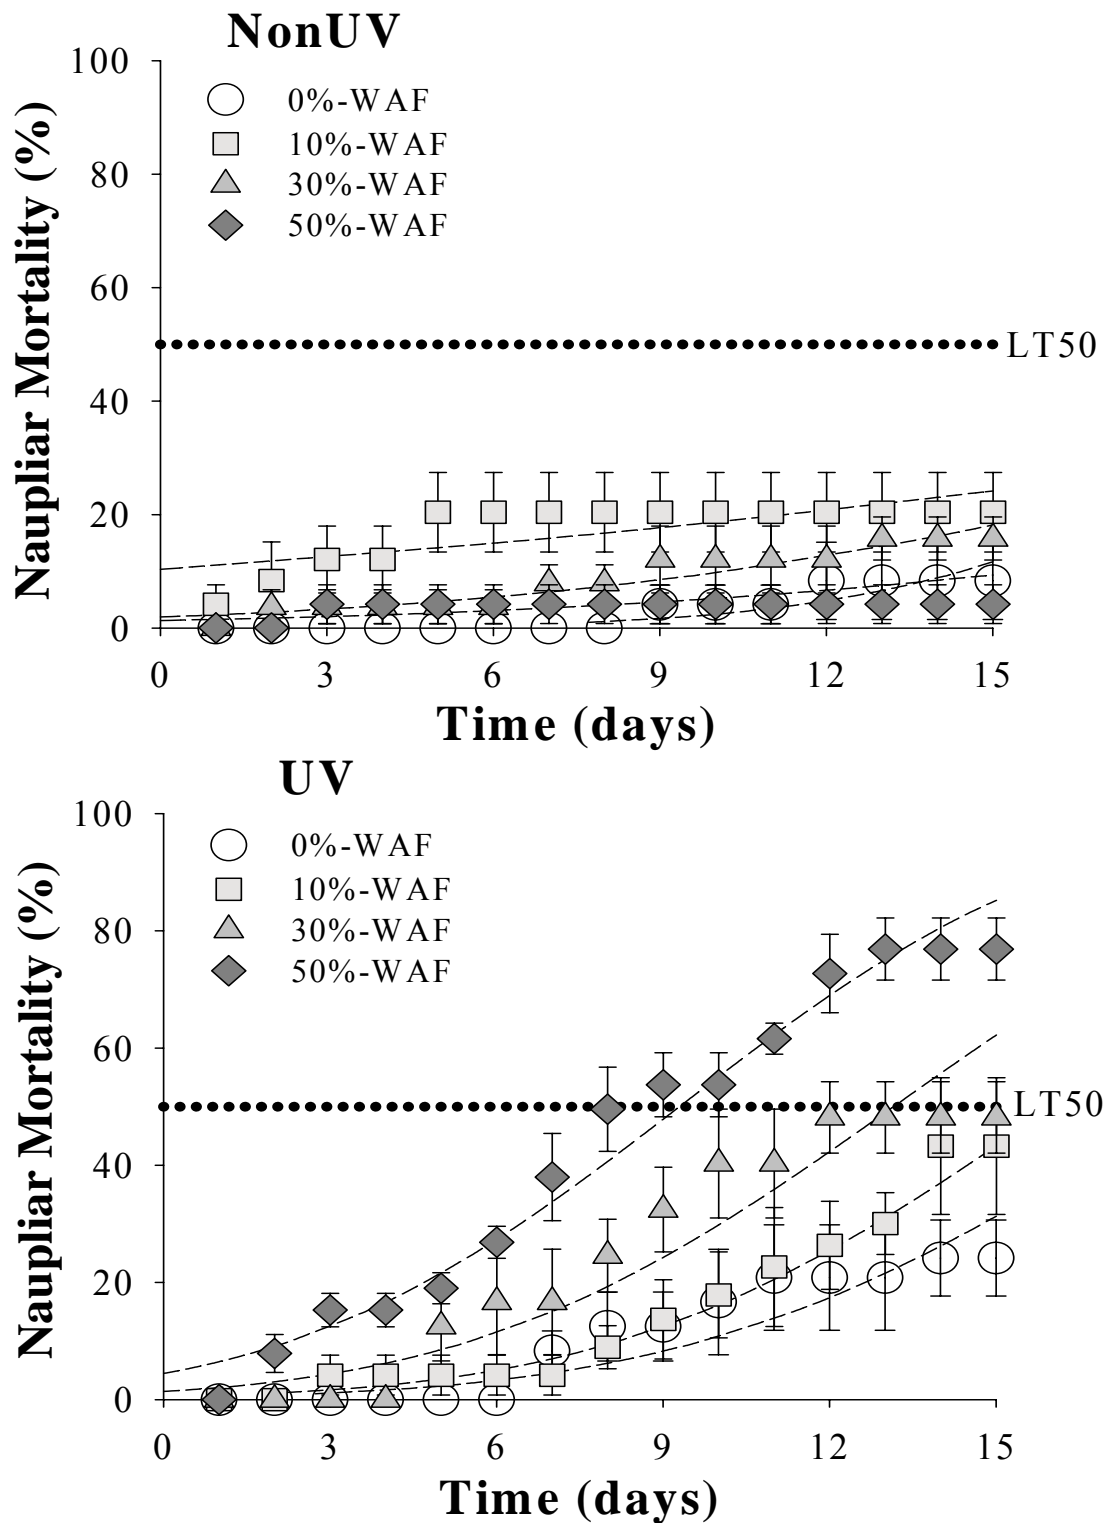 NonUV
100
80
60
40
20
0
Naupliar Mortality (%)
0%-WAF
10%-WAF
30%-WAF
50%-WAF
LT50
0 3 6 9 12 15
Time (days)
UV
100
80
60
40
20
0
Naupliar Mortality (%)
0%-WAF
10%-WAF
30%-WAF
50%-WAF
LT50
0 3 6 9 12 15
Time (days)